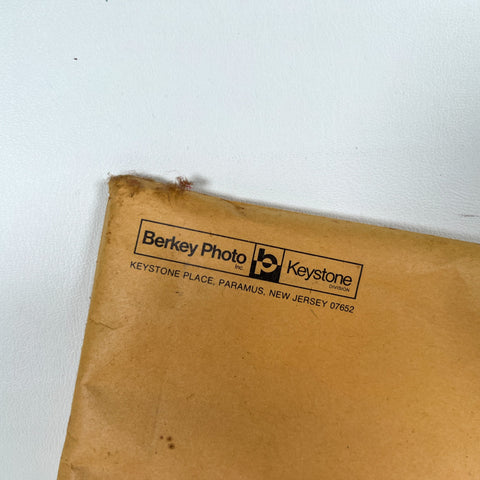 Berkey Photo Inc. Keystone DIVISION
KEYSTONE PLACE, PARAMUS, NEW JERSEY 07652